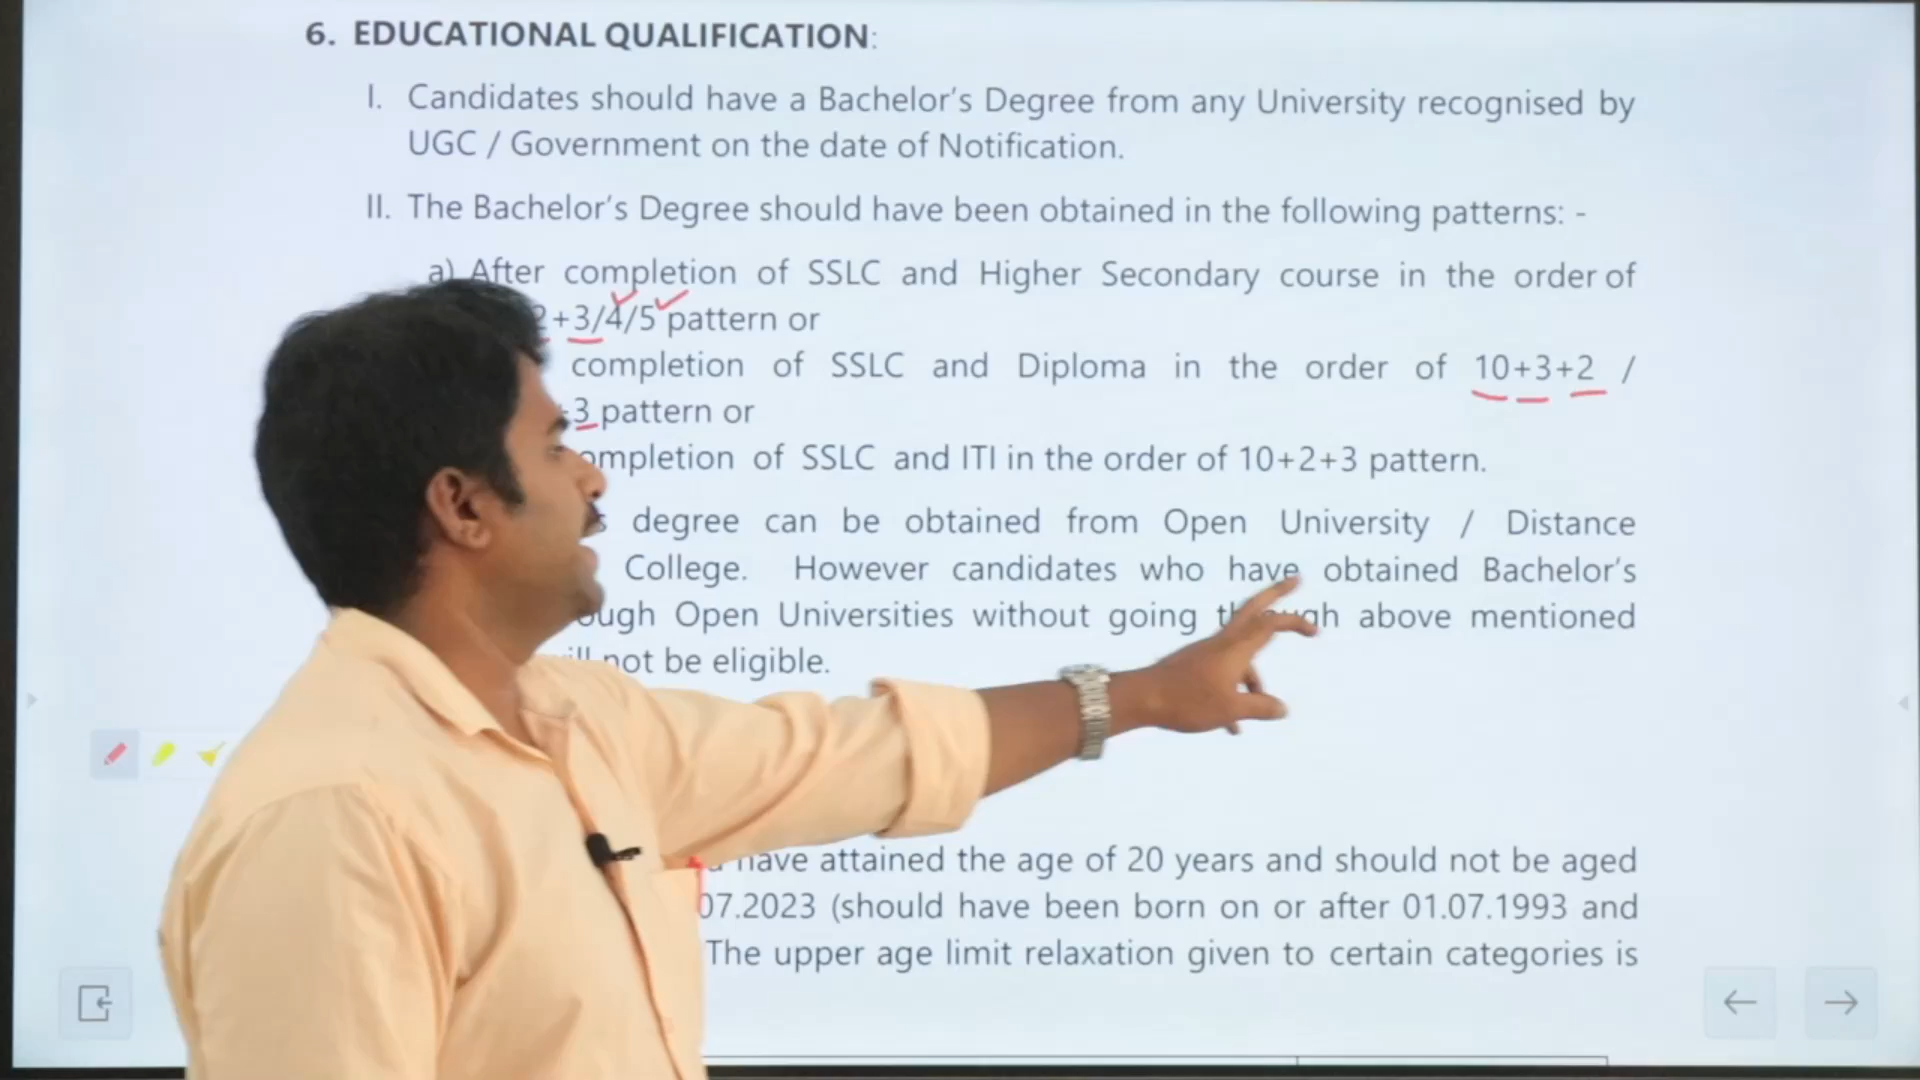 6. EDUCATIONAL QUALIFICATION:
I. Candidates should have a Bachelor's Degree from any University recognised by
UGC / Government on the date of Notification.
II. The Bachelor's Degree should have been obtained in the following patterns: -
a) After completion of SSLC and Higher Secondary course in the order of
2+3/4/5 pattern or
completion of SSLC and Diploma in the order of 10+3+2 /
+3 pattern or
completion of SSLC and ITI in the order of 10+2+3 pattern.
degree can be obtained from Open University / Distance
College. However candidates who have obtained Bachelor's
Open Universities without going through above mentioned
not be eligible.
have attained the age of 20 years and should not be aged
07.2023 (should have been born on or after 01.07.1993 and
The upper age limit relaxation given to certain categories is